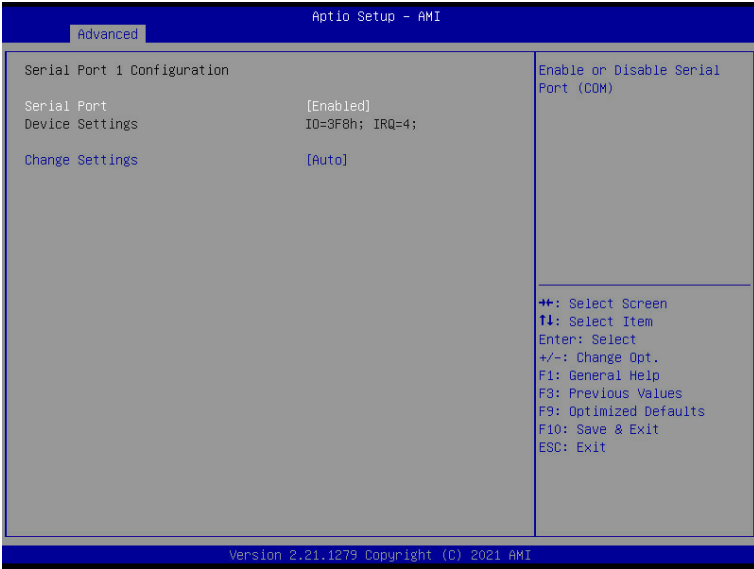 Aptio Setup – AMI
Advanced
Serial Port 1 Configuration
Serial Port [Enabled]
Device Settings IO=3F8h; IRQ=4;
Change Settings [Auto]
Enable or Disable Serial
Port (COM)
→←: Select Screen
↑↓: Select Item
Enter: Select
+/-: Change Opt.
F1: General Help
F3: Previous Values
F9: Optimized Defaults
F10: Save & Exit
ESC: Exit
Version 2.21.1279 Copyright (C) 2021 AMI